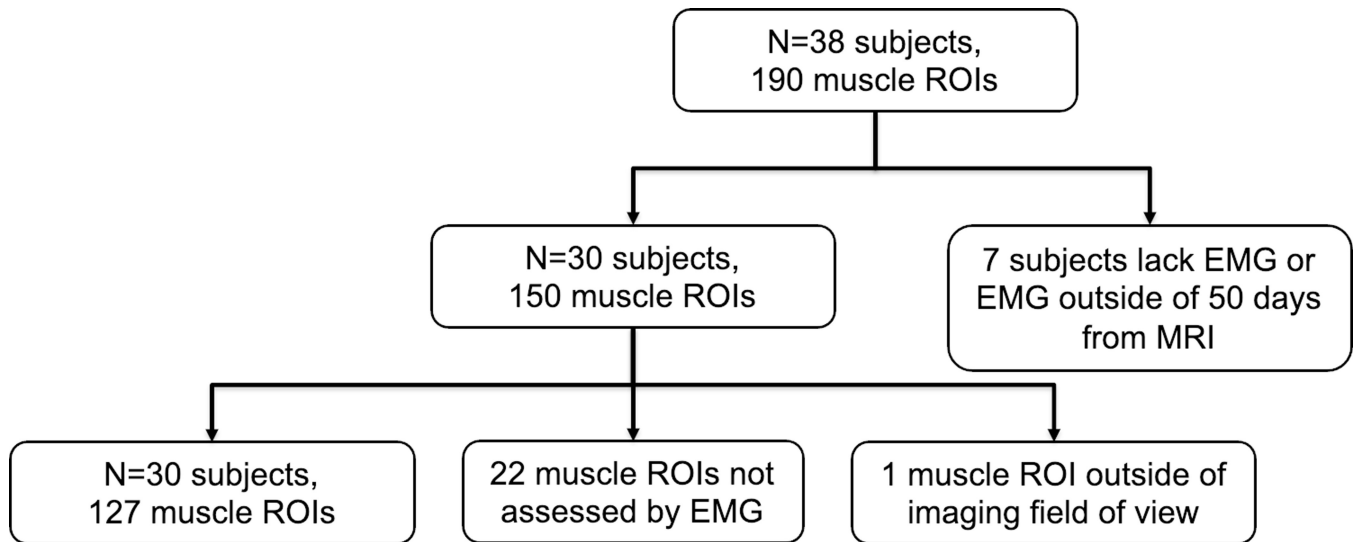 N=38 subjects,
190 muscle ROIs
N=30 subjects,
150 muscle ROIs
7 subjects lack EMG or
EMG outside of 50 days
from MRI
N=30 subjects,
127 muscle ROIs
22 muscle ROIs not
assessed by EMG
1 muscle ROI outside of
imaging field of view